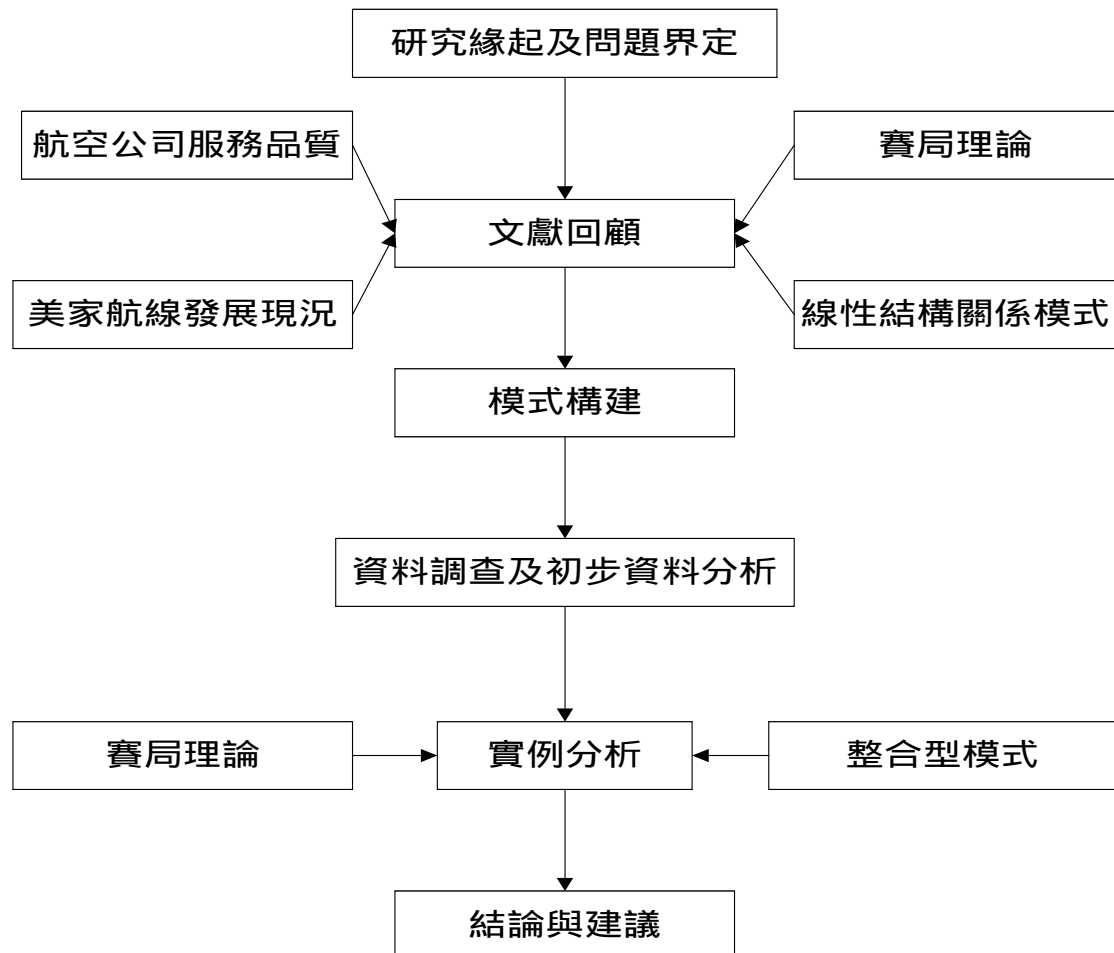 研究緣起及問題界定
航空公司服務品質
賽局理論
文獻回顧
美家航線發展現況
線性結構關係模式
模式構建
資料調查及初步資料分析
賽局理論
實例分析
整合型模式
結論與建議